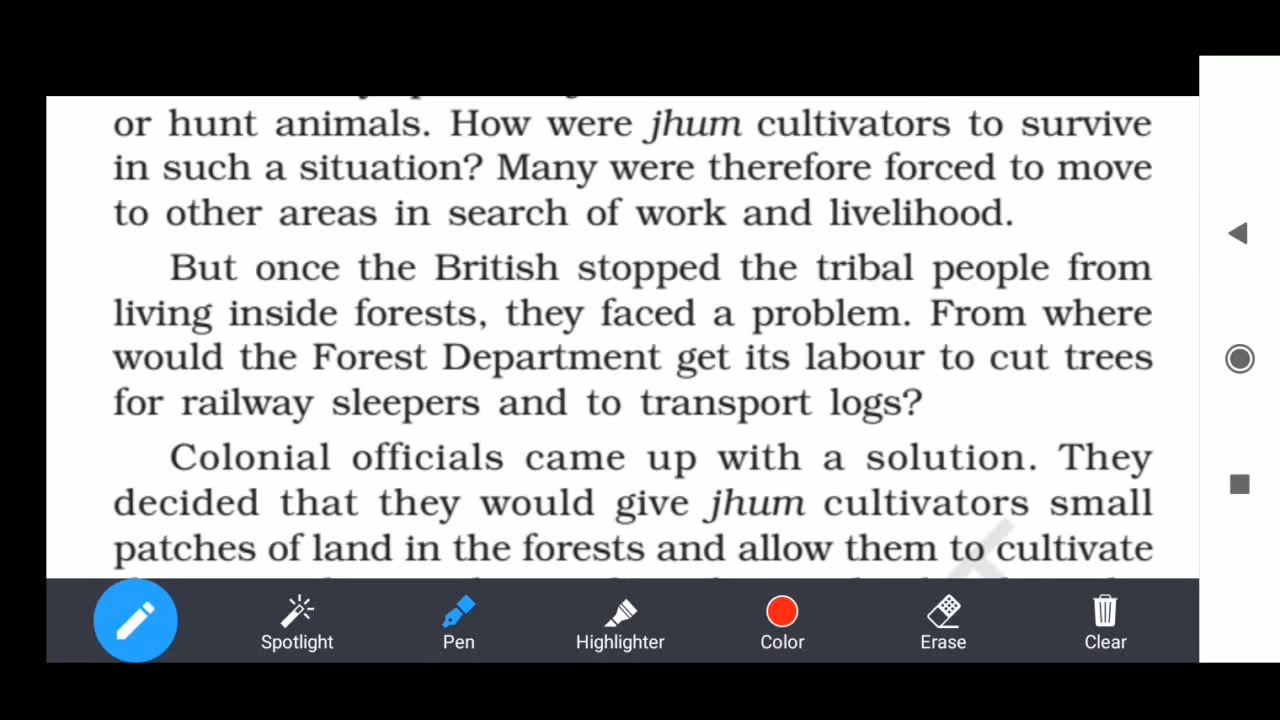 or hunt animals. How were jhum cultivators to survive
in such a situation? Many were therefore forced to move
to other areas in search of work and livelihood.
But once the British stopped the tribal people from
living inside forests, they faced a problem. From where
would the Forest Department get its labour to cut trees
for railway sleepers and to transport logs?
Colonial officials came up with a solution. They
decided that they would give jhum cultivators small
patches of land in the forests and allow them to cultivate
Spotlight
Pen
Highlighter
Color
Erase
Clear